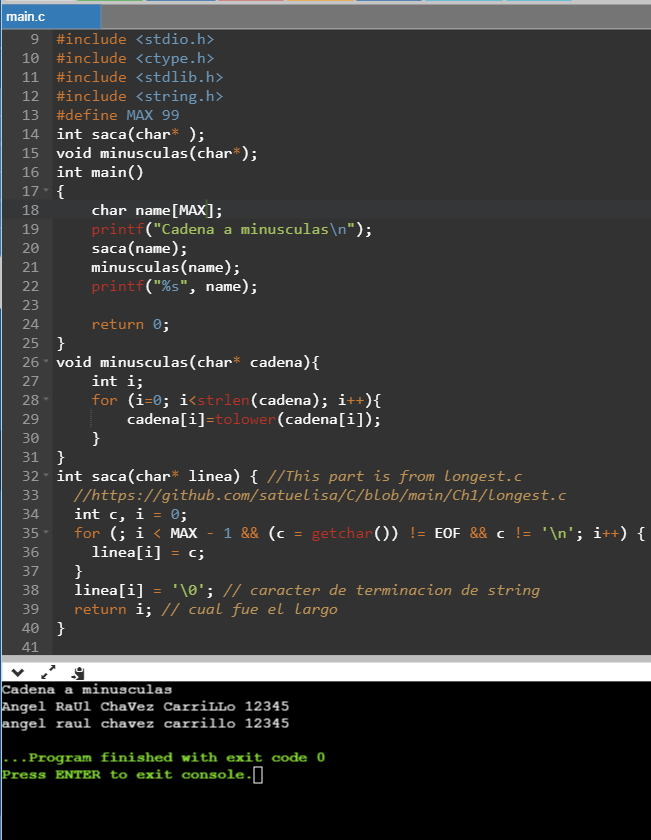 main.c
9 #include <stdio.h>
10 #include <ctype.h>
11 #include <stdlib.h>
12 #include <string.h>
13 #define MAX 99
14 int saca(char* );
15 void minusculas(char*);
16 int main()
17 {
18     char name[MAX];
19     printf("Cadena a minusculas\n");
20     saca(name);
21     minusculas(name);
22     printf("%s", name);
23
24     return 0;
25 }
26 void minusculas(char* cadena){
27     int i;
28     for (i=0; i<strlen(cadena); i++){
29         cadena[i]=tolower(cadena[i]);
30     }
31 }
32 int saca(char* linea) { //This part is from longest.c
33   //https://github.com/satuelisa/C/blob/main/Ch1/longest.c
34   int c, i = 0;
35   for (; i < MAX - 1 && (c = getchar()) != EOF && c != '\n'; i++) {
36     linea[i] = c;
37   }
38   linea[i] = '\0'; // caracter de terminacion de string
39   return i; // cual fue el largo
40 }
41
Cadena a minusculas
Angel RaUl ChaVez CarriLLo 12345
angel raul chavez carrillo 12345
...Program finished with exit code 0
Press ENTER to exit console.